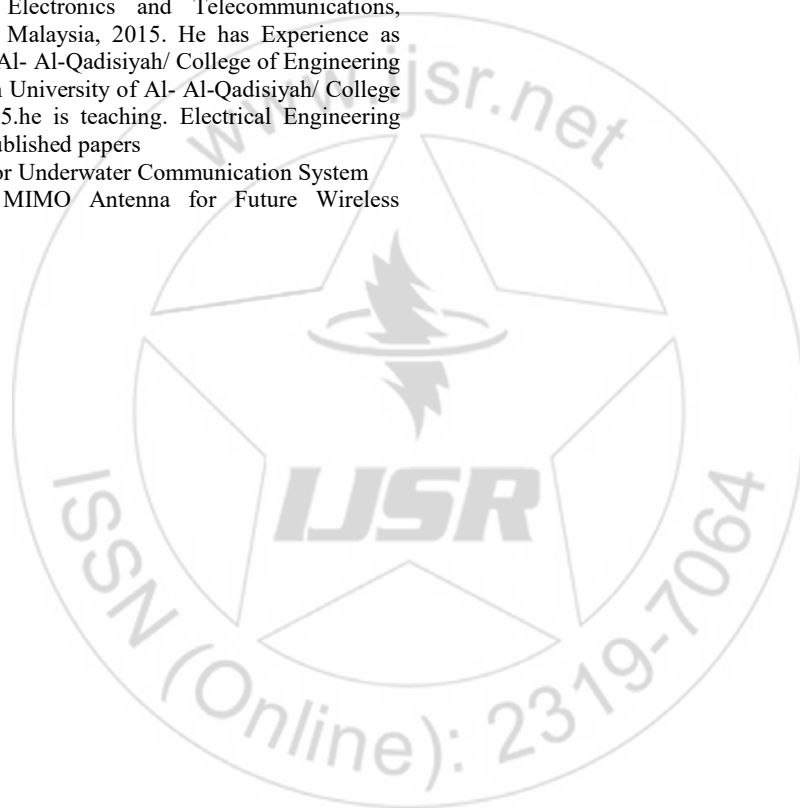 Electronics and Telecommunications,
Malaysia, 2015. He has Experience as
Al- Al-Qadisiyah/ College of Engineering
University of Al- Al-Qadisiyah/ College
5.he is teaching. Electrical Engineering
papers
or Underwater Communication System
MIMO Antenna for Future Wireless
www.ijsr.net
IJSR
ISSN (Online): 2319-7064